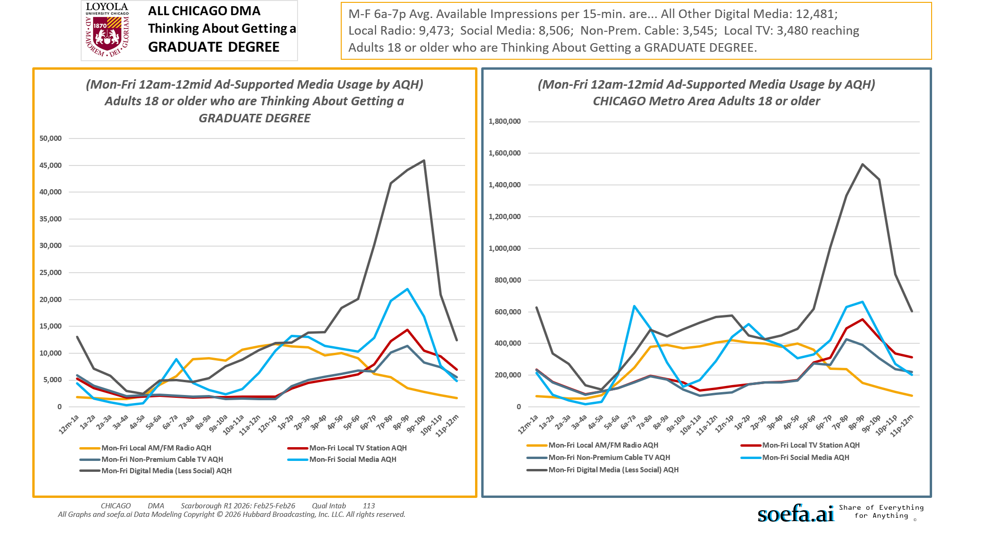 LOYOLA
UNIVERSITY CHICAGO
AD • MAJOREM • DEI • GLORIAM
1870
ALL CHICAGO DMA
Thinking About Getting a
GRADUATE DEGREE
M-F 6a-7p Avg. Available Impressions per 15-min. are... All Other Digital Media: 12,481;
Local Radio: 9,473; Social Media: 8,506; Non-Prem. Cable: 3,545; Local TV: 3,480 reaching
Adults 18 or older who are Thinking About Getting a GRADUATE DEGREE.
(Mon-Fri 12am-12mid Ad-Supported Media Usage by AQH)
Adults 18 or older who are Thinking About Getting a
GRADUATE DEGREE
50,000
45,000
40,000
35,000
30,000
25,000
20,000
15,000
10,000
5,000
0
12m-1a 1a-2a 2a-3a 3a-4a 4a-5a 5a-6a 6a-7a 7a-8a 8a-9a 9a-10a 10a-11a 11a-12n 12n-1p 1p-2p 2p-3p 3p-4p 4p-5p 5p-6p 6p-7p 7p-8p 8p-9p 9p-10p 10p-11p 11p-12m
Mon-Fri Local AM/FM Radio AQH
Mon-Fri Local TV Station AQH
Mon-Fri Non-Premium Cable TV AQH
Mon-Fri Social Media AQH
Mon-Fri Digital Media (Less Social) AQH
(Mon-Fri 12am-12mid Ad-Supported Media Usage by AQH)
CHICAGO Metro Area Adults 18 or older
1,800,000
1,600,000
1,400,000
1,200,000
1,000,000
800,000
600,000
400,000
200,000
0
12m-1a 1a-2a 2a-3a 3a-4a 4a-5a 5a-6a 6a-7a 7a-8a 8a-9a 9a-10a 10a-11a 11a-12n 12n-1p 1p-2p 2p-3p 3p-4p 4p-5p 5p-6p 6p-7p 7p-8p 8p-9p 9p-10p 10p-11p 11p-12m
Mon-Fri Local AM/FM Radio AQH
Mon-Fri Local TV Station AQH
Mon-Fri Non-Premium Cable TV AQH
Mon-Fri Social Media AQH
Mon-Fri Digital Media (Less Social) AQH
CHICAGO DMA Scarborough R1 2026: Feb25-Feb26 Qual Intab 113
All Graphs and soefa.ai Data Modeling Copyright © 2026 Hubbard Broadcasting, Inc. LLC. All rights reserved.
soefa.ai
Share of Everything
for Anything ©